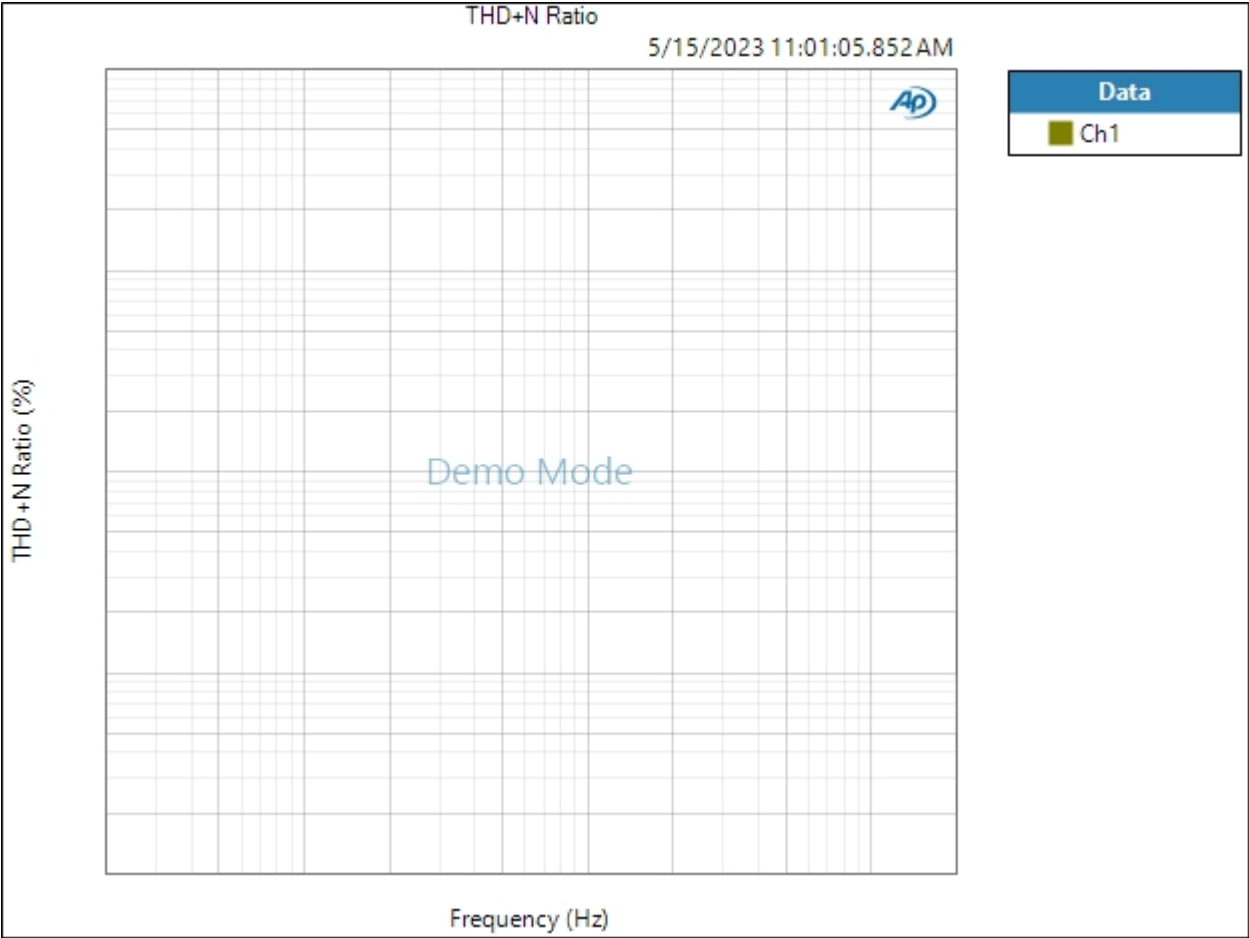 THD+N Ratio
5/15/2023 11:01:05.852 AM
AP
Data
Ch1
THD+N Ratio (%)
Demo Mode
Frequency (Hz)